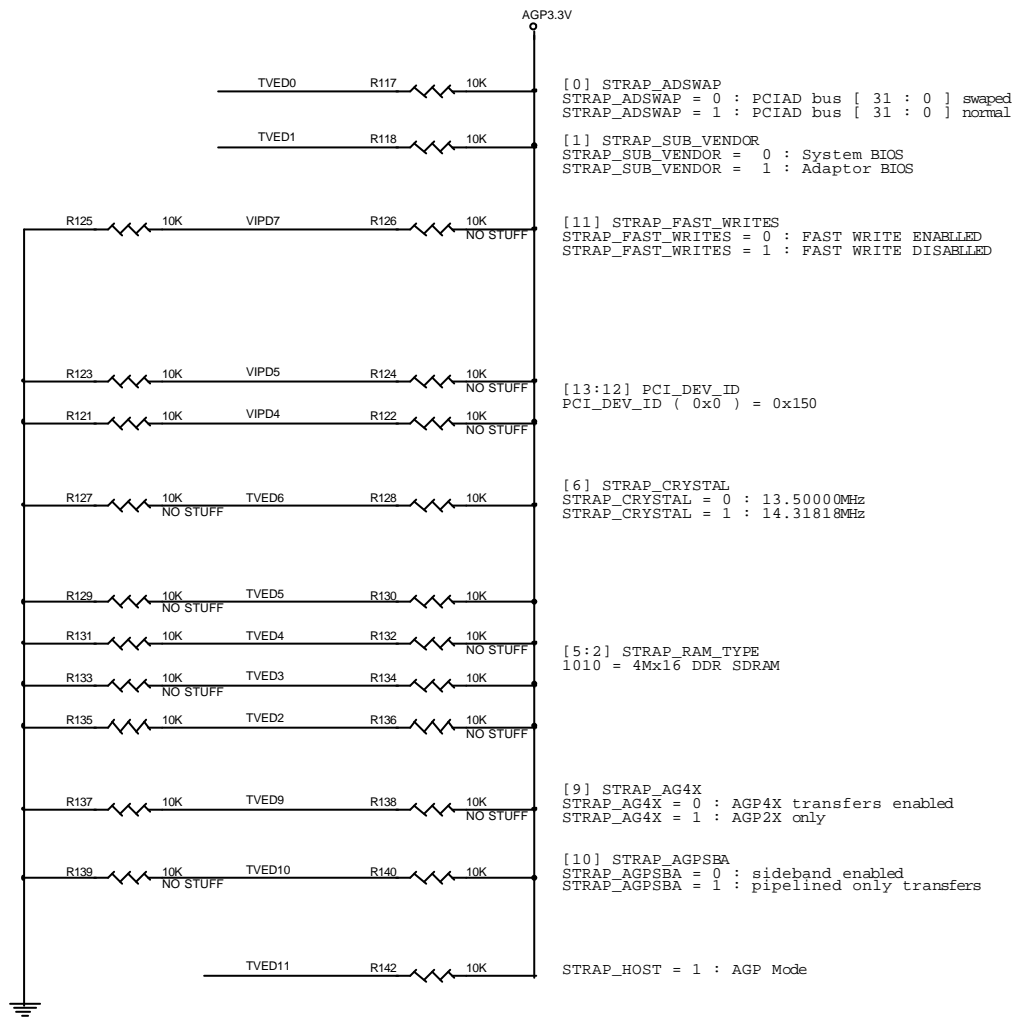 AGP3.3V
TVED0 R117 10K
[0] STRAP_ADSWAP
STRAP_ADSWAP = 0 : PCIAD bus [ 31 : 0 ] swaped
STRAP_ADSWAP = 1 : PCIAD bus [ 31 : 0 ] normal
TVED1 R118 10K
[1] STRAP_SUB_VENDOR
STRAP_SUB_VENDOR = 0 : System BIOS
STRAP_SUB_VENDOR = 1 : Adaptor BIOS
R125 10K VIPD7 R126 10K
NO STUFF
[11] STRAP_FAST_WRITES
STRAP_FAST_WRITES = 0 : FAST WRITE ENABLLED
STRAP_FAST_WRITES = 1 : FAST WRITE DISABLLED
R123 10K VIPD5 R124 10K
NO STUFF
[13:12] PCI_DEV_ID
PCI_DEV_ID ( 0x0 ) = 0x150
R121 10K VIPD4 R122 10K
NO STUFF
[6] STRAP_CRYSTAL
STRAP_CRYSTAL = 0 : 13.50000MHz
STRAP_CRYSTAL = 1 : 14.31818MHz
R127 10K TVED6 R128 10K
NO STUFF
R129 10K TVED5 R130 10K
NO STUFF
R131 10K TVED4 R132 10K
NO STUFF
[5:2] STRAP_RAM_TYPE
1010 = 4Mx16 DDR SDRAM
R133 10K TVED3 R134 10K
NO STUFF
R135 10K TVED2 R136 10K
NO STUFF
[9] STRAP_AG4X
STRAP_AG4X = 0 : AGP4X transfers enabled
STRAP_AG4X = 1 : AGP2X only
R137 10K TVED9 R138 10K
NO STUFF
[10] STRAP_AGPSBA
STRAP_AGPSBA = 0 : sideband enabled
STRAP_AGPSBA = 1 : pipelined only transfers
R139 10K TVED10 R140 10K
NO STUFF
TVED11 R142 10K
STRAP_HOST = 1 : AGP Mode